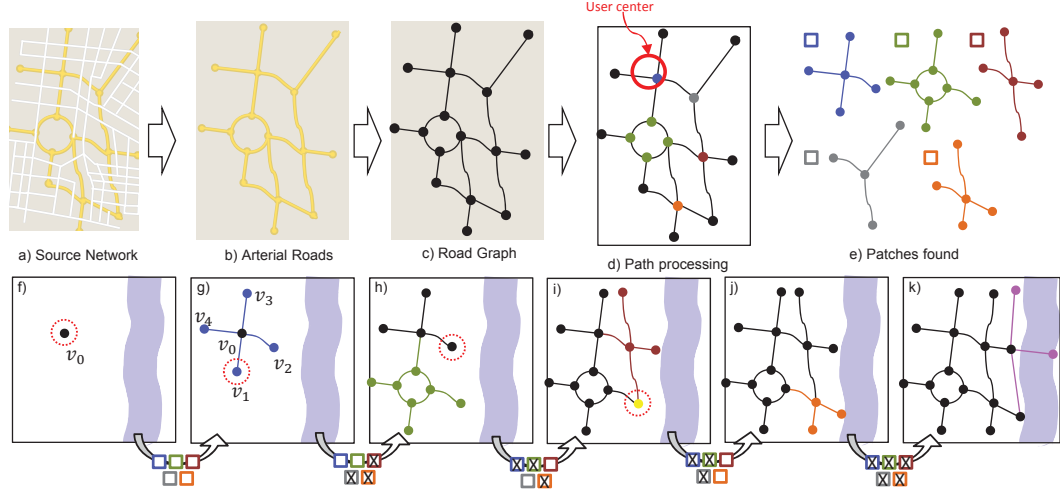 User center
a) Source Network
b) Arterial Roads
c) Road Graph
d) Path processing
e) Patches found
f)
v0
g)
v3
v4
v0
v2
v1
h)
i)
j)
k)